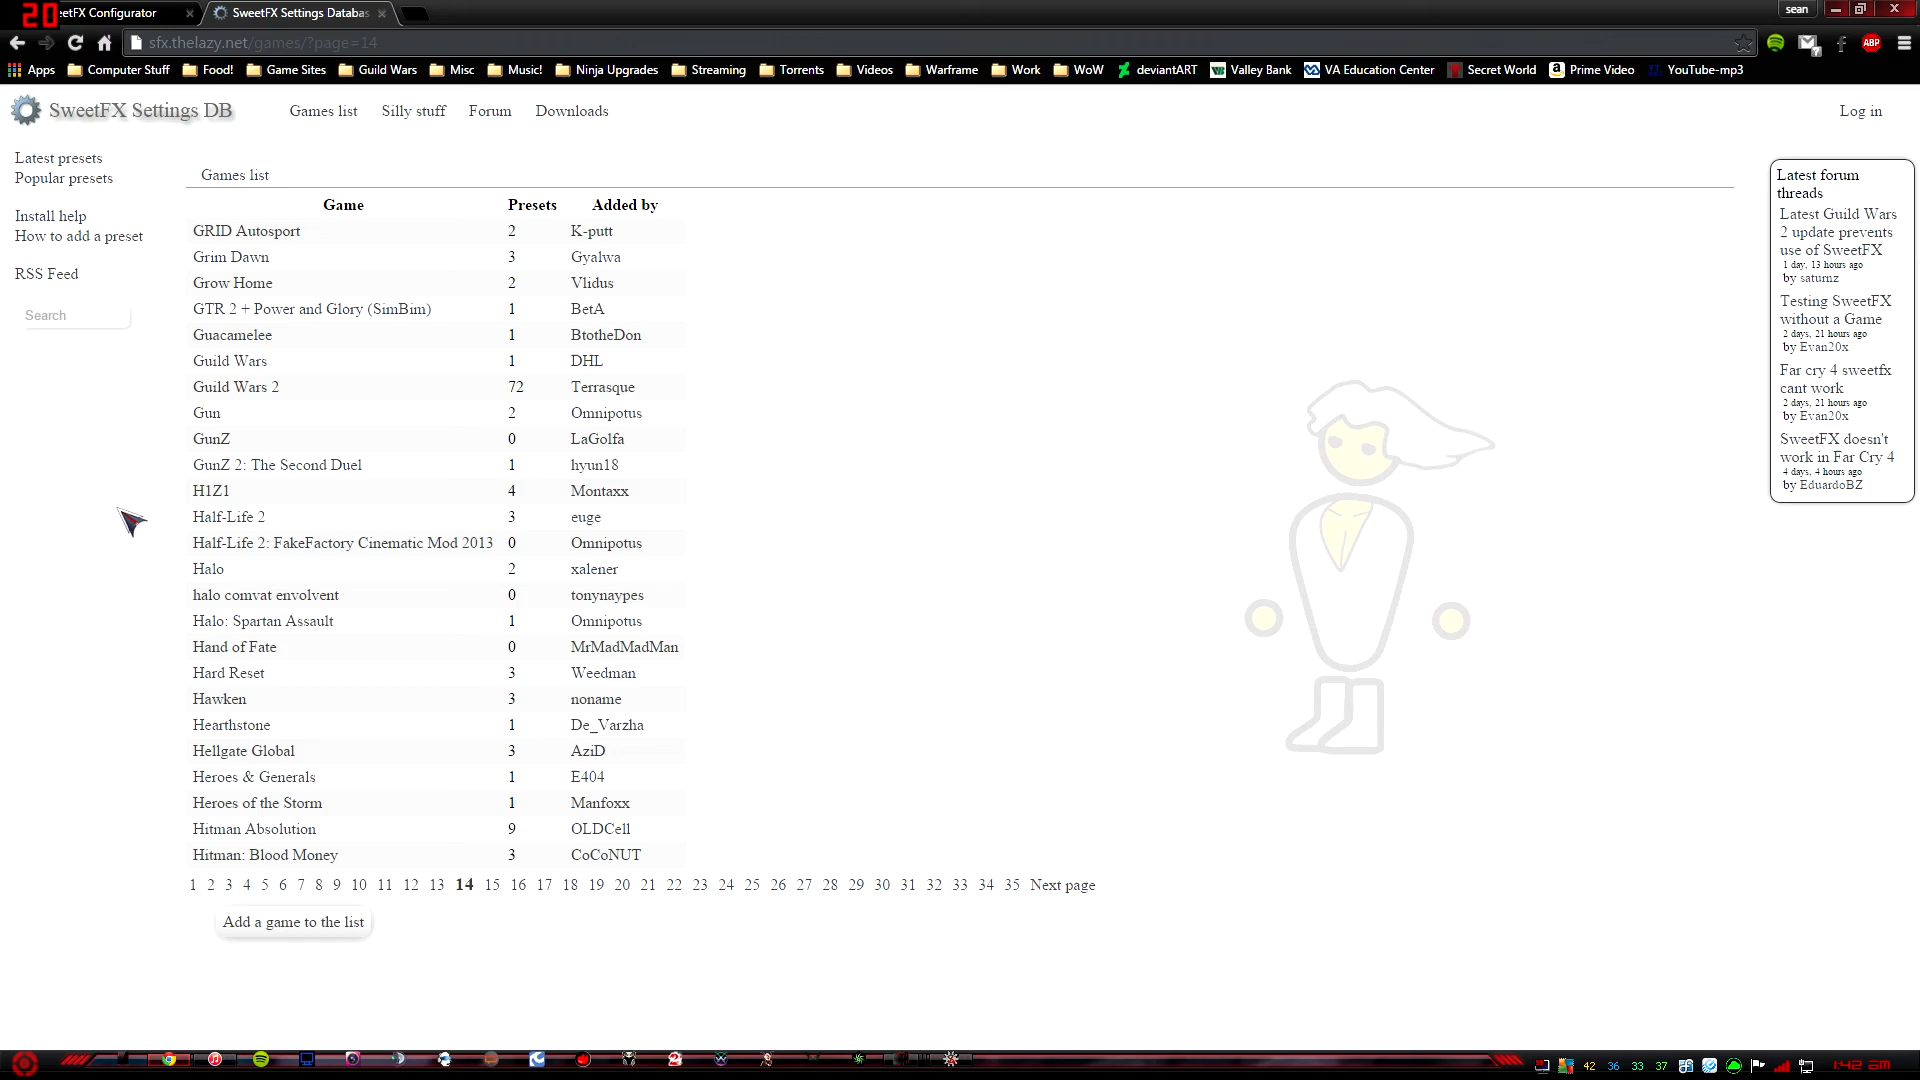 20
eetFX Configurator
SweetFX Settings Databas
sean
sfx.thelazy.net/games/?page=14
ABP
Apps Computer Stuff Food! Game Sites Guild Wars Misc Music! Ninja Upgrades Streaming Torrents Videos Warframe Work WoW deviantART Valley Bank VA Education Center Secret World Prime Video YouTube-mp3
SweetFX Settings DB
Games list Silly stuff Forum Downloads
Log in
Latest presets
Popular presets
Install help
How to add a preset
RSS Feed
Search
Games list
Game Presets Added by
GRID Autosport 2 K-putt
Grim Dawn 3 Gyalwa
Grow Home 2 Vlidus
GTR 2 + Power and Glory (SimBim) 1 BetA
Guacamelee 1 BtotheDon
Guild Wars 1 DHL
Guild Wars 2 72 Terrasque
Gun 2 Omnipotus
GunZ 0 LaGolfa
GunZ 2: The Second Duel 1 hyun18
H1Z1 4 Montaxx
Half-Life 2 3 euge
Half-Life 2: FakeFactory Cinematic Mod 2013 0 Omnipotus
Halo 2 xalener
halo comvat envolvent 0 tonynaypes
Halo: Spartan Assault 1 Omnipotus
Hand of Fate 0 MrMadMadMan
Hard Reset 3 Weedman
Hawken 3 noname
Hearthstone 1 De_Varzha
Hellgate Global 3 AziD
Heroes & Generals 1 E404
Heroes of the Storm 1 Manfoxx
Hitman Absolution 9 OLDCell
Hitman: Blood Money 3 CoCoNUT
1 2 3 4 5 6 7 8 9 10 11 12 13 14 15 16 17 18 19 20 21 22 23 24 25 26 27 28 29 30 31 32 33 34 35 Next page
Add a game to the list
Latest forum
threads
Latest Guild Wars
2 update prevents
use of SweetFX
1 day, 13 hours ago
by saturnz
Testing SweetFX
without a Game
2 days, 21 hours ago
by Evan20x
Far cry 4 sweetfx
cant work
2 days, 21 hours ago
by Evan20x
SweetFX doesn't
work in Far Cry 4
4 days, 4 hours ago
by EduardoBZ
42 36 33 37
1:42 am